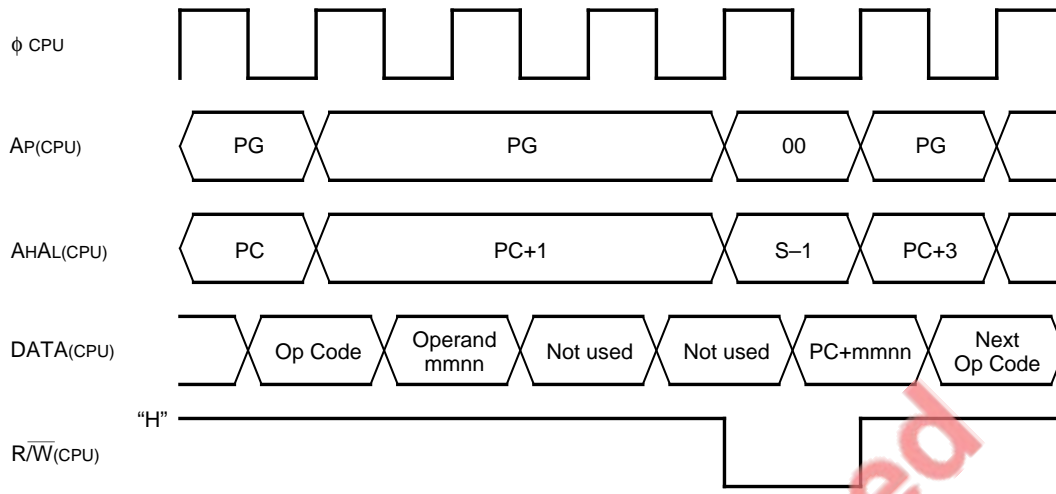 ϕ CPU
AP(CPU) PG PG 00 PG
AHAL(CPU) PC PC+1 S–1 PC+3
DATA(CPU) Op Code Operand mmnn Not used Not used PC+mmnn Next Op Code
“H”
R/W(CPU)
ed